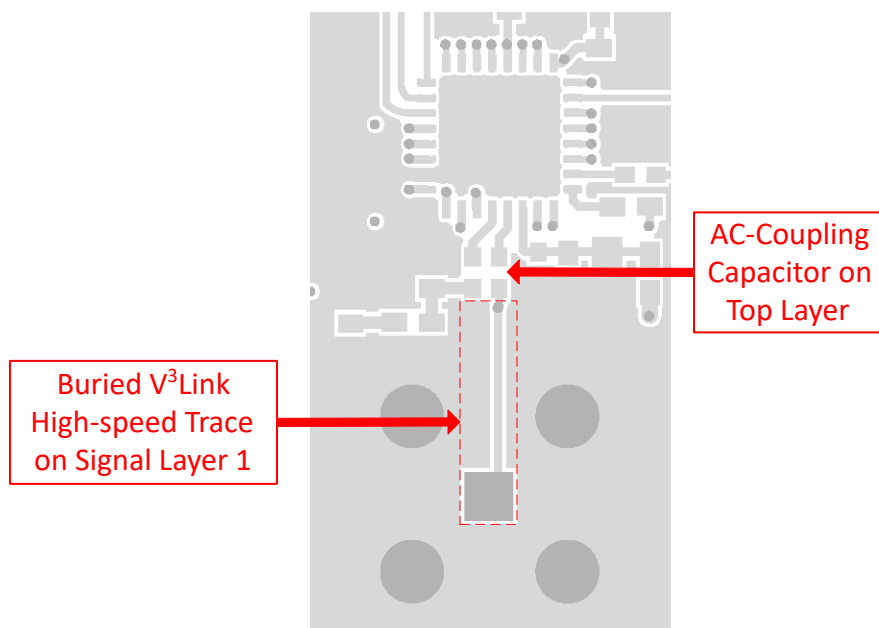 AC-Coupling
Capacitor on
Top Layer
Buried V³Link
High-speed Trace
on Signal Layer 1